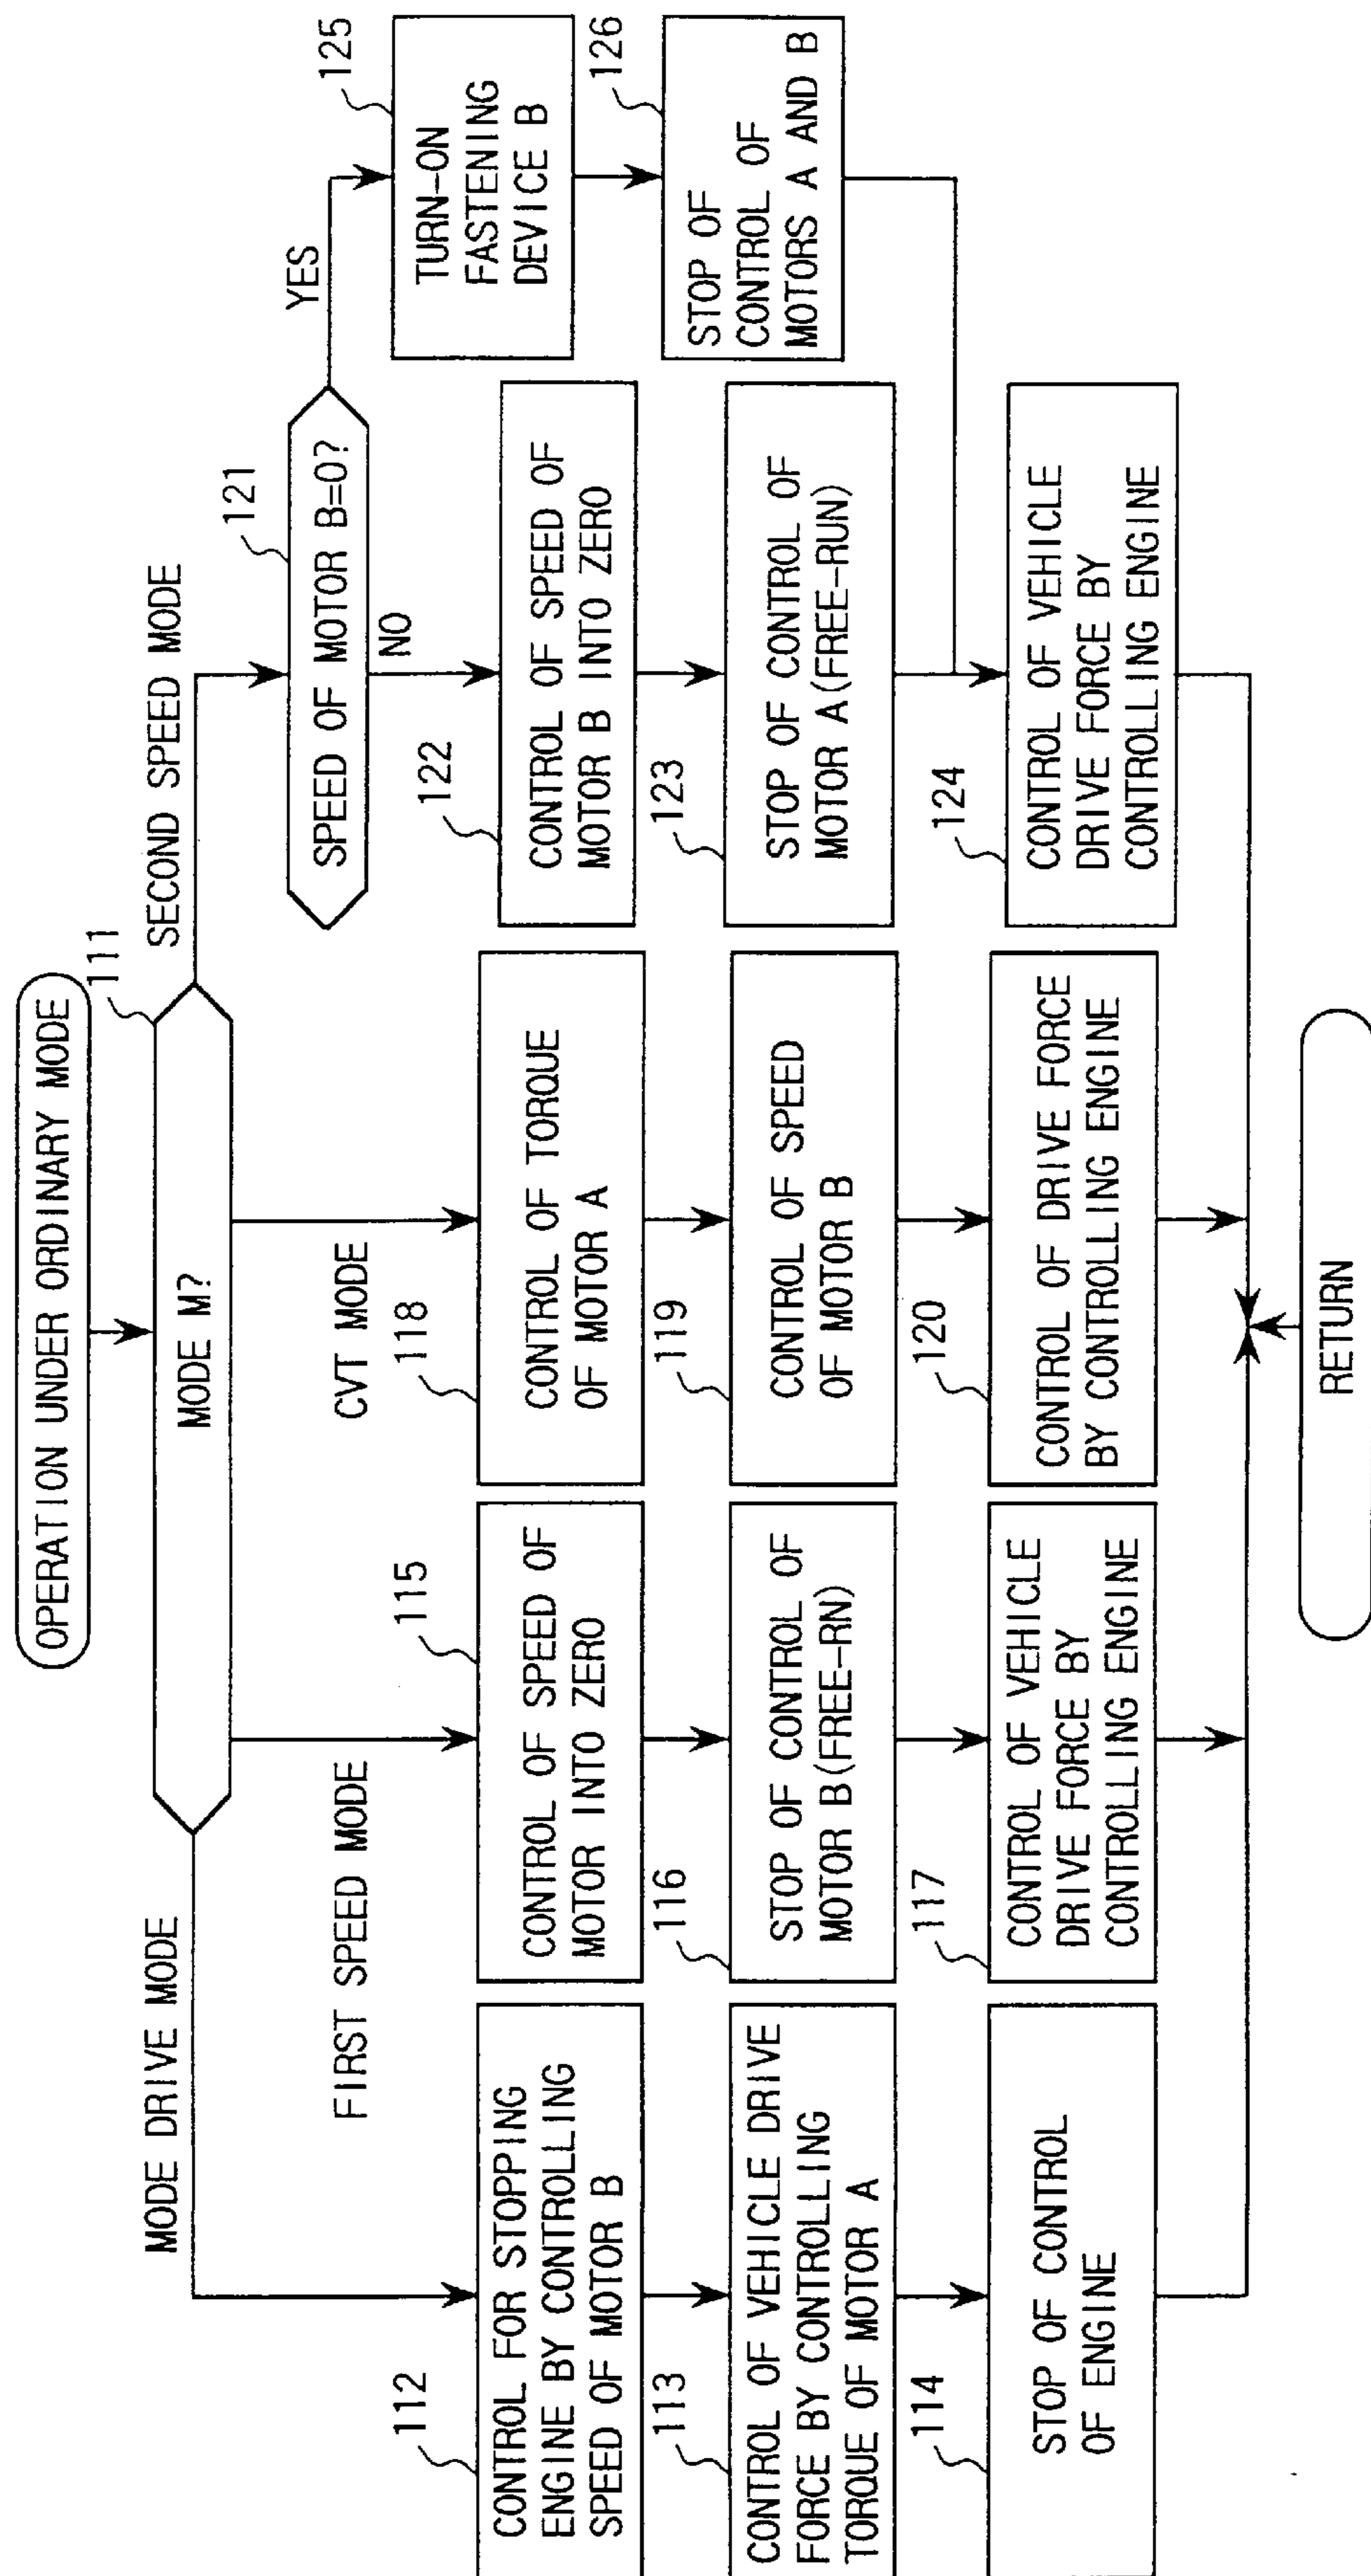 OPERATION UNDER ORDINARY MODE
111
MODE M?
MODE DRIVE MODE
112
CONTROL FOR STOPPING
ENGINE BY CONTROLLING
SPEED OF MOTOR B
113
CONTROL OF VEHICLE DRIVE
FORCE BY CONTROLLING
TORQUE OF MOTOR A
114
STOP OF CONTROL
OF ENGINE
FIRST SPEED MODE
115
CONTROL OF SPEED OF
MOTOR INTO ZERO
116
STOP OF CONTROL OF
MOTOR B(FREE-RN)
117
CONTROL OF VEHICLE
DRIVE FORCE BY
CONTROLLING ENGINE
CVT MODE
118
CONTROL OF TORQUE
OF MOTOR A
119
CONTROL OF SPEED
OF MOTOR B
120
CONTROL OF DRIVE FORCE
BY CONTROLLING ENGINE
SECOND SPEED MODE
121
SPEED OF MOTOR B=0?
NO
122
CONTROL OF SPEED OF
MOTOR B INTO ZERO
123
STOP OF CONTROL OF
MOTOR A(FREE-RUN)
124
CONTROL OF VEHICLE
DRIVE FORCE BY
CONTROLLING ENGINE
YES
125
TURN-ON
FASTENING
DEVICE B
126
STOP OF
CONTROL OF
MOTORS A AND B
RETURN